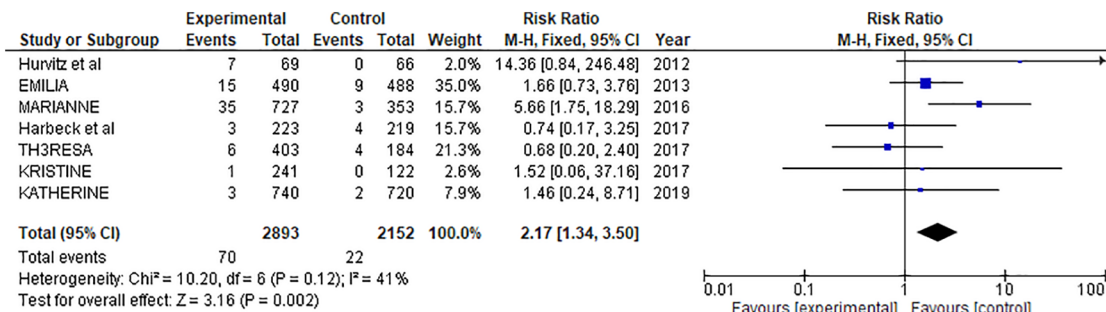 Experimental Control Risk Ratio Risk Ratio
Study or Subgroup Events Total Events Total Weight M-H, Fixed, 95% CI Year M-H, Fixed, 95% CI
Hurvitz et al 7 69 0 66 2.0% 14.36 [0.84, 246.48] 2012
EMILIA 15 490 9 488 35.0% 1.66 [0.73, 3.76] 2013
MARIANNE 35 727 3 353 15.7% 5.66 [1.75, 18.29] 2016
Harbeck et al 3 223 4 219 15.7% 0.74 [0.17, 3.25] 2017
TH3RESA 6 403 4 184 21.3% 0.68 [0.20, 2.40] 2017
KRISTINE 1 241 0 122 2.6% 1.52 [0.06, 37.16] 2017
KATHERINE 3 740 2 720 7.9% 1.46 [0.24, 8.71] 2019
Total (95% CI) 2893 2152 100.0% 2.17 [1.34, 3.50]
Total events 70 22
Heterogeneity: Chi² = 10.20, df = 6 (P = 0.12); I² = 41%
Test for overall effect: Z = 3.16 (P = 0.002)
0.01 0.1 1 10 100
Favours [experimental] Favours [control]